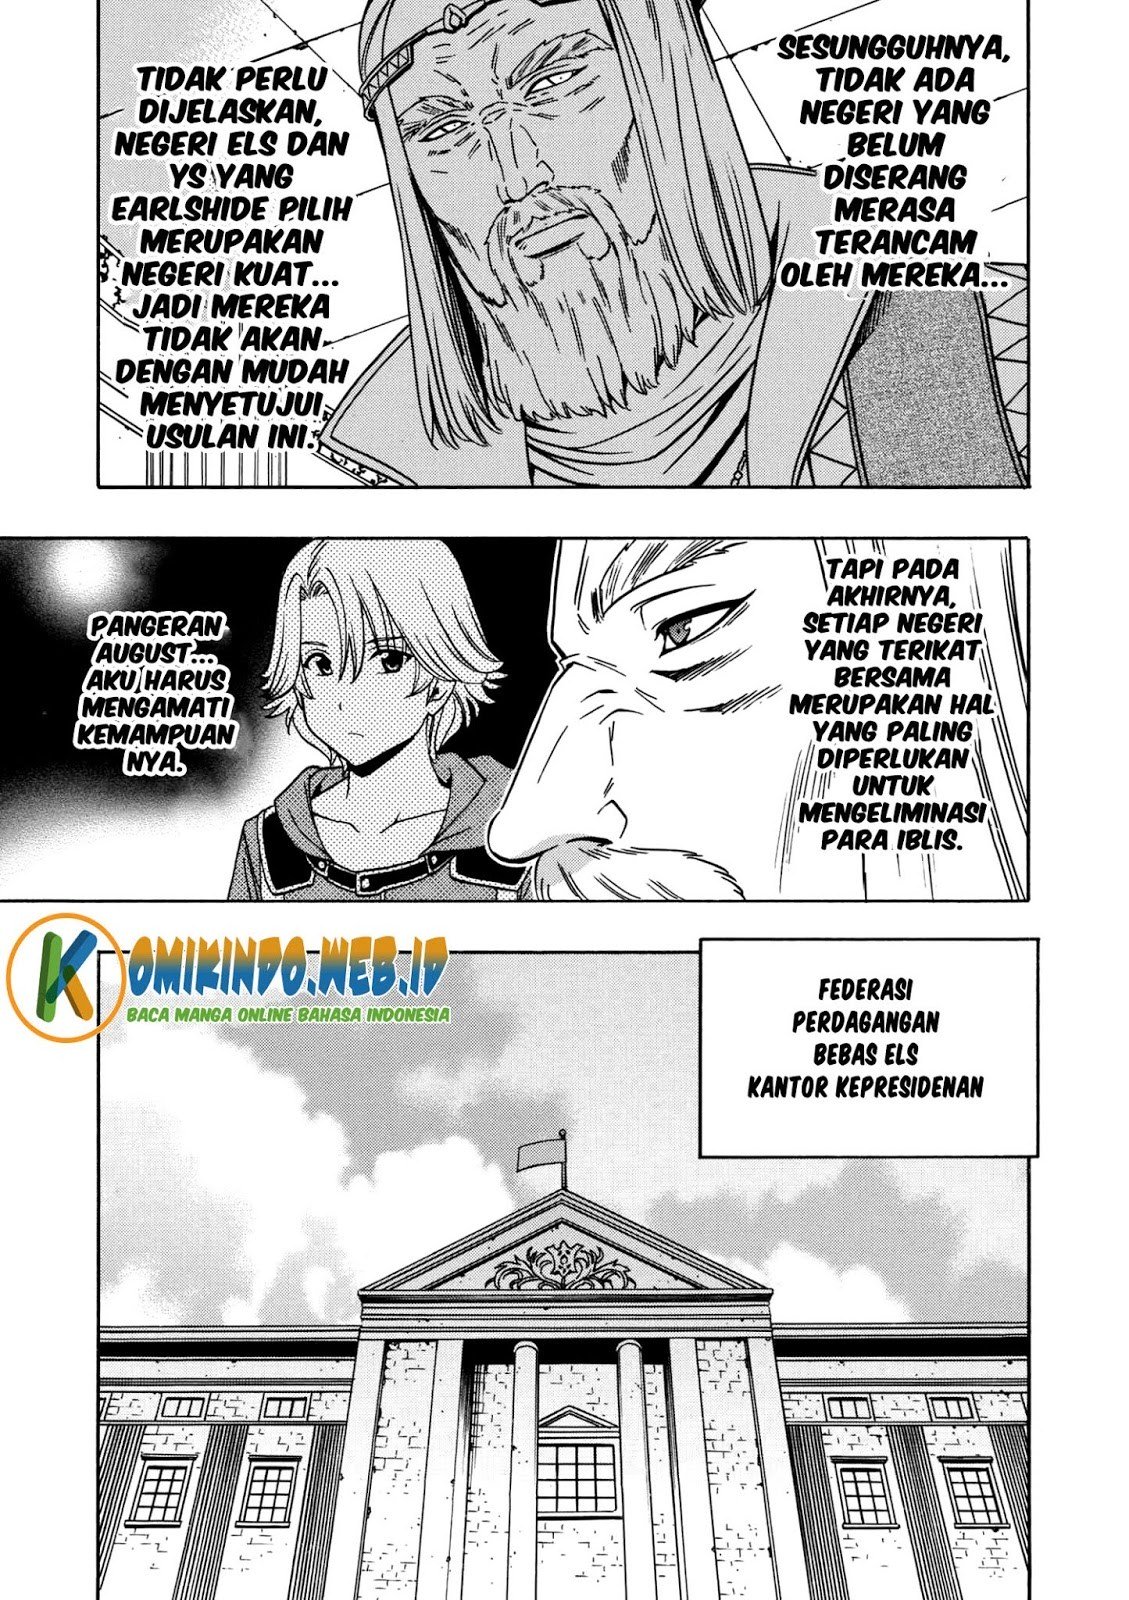 SESUNGGUHNYA,
TIDAK ADA
NEGERI YANG
BELUM
DISERANG
MERASA
TERANCAM
OLEH MEREKA...
TIDAK PERLU
DIJELASKAN,
NEGERI ELS DAN
YS YANG
EARLSHIDE PILIH
MERUPAKAN
NEGERI KUAT...
JADI MEREKA
TIDAK AKAN
DENGAN MUDAH
MENYETUJUI
USULAN INI.
TAPI PADA
AKHIRNYA,
SETIAP NEGERI
YANG TERIKAT
BERSAMA
MERUPAKAN HAL
YANG PALING
DIPERLUKAN
UNTUK
MENGELIMINASI
PARA IBLIS.
PANGERAN
AUGUST...
AKU HARUS
MENGAMATI
KEMAMPUAN
NYA.
KOMIKINDO.WEB.ID
BACA MANGA ONLINE BAHASA INDONESIA
FEDERASI
PERDAGANGAN
BEBAS ELS
KANTOR KEPRESIDENAN